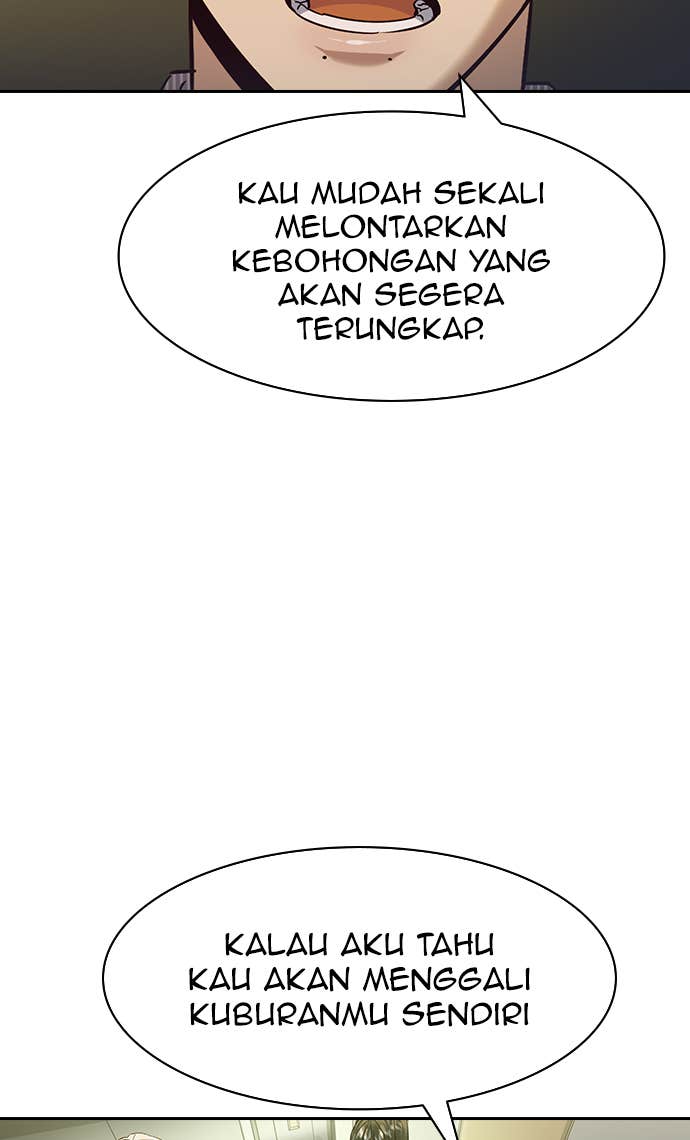 KAU MUDAH SEKALI
MELONTARKAN
KEBOHONGAN YANG
AKAN SEGERA
TERUNGKAP.
KALAU AKU TAHU
KAU AKAN MENGGALI
KUBURANMU SENDIRI